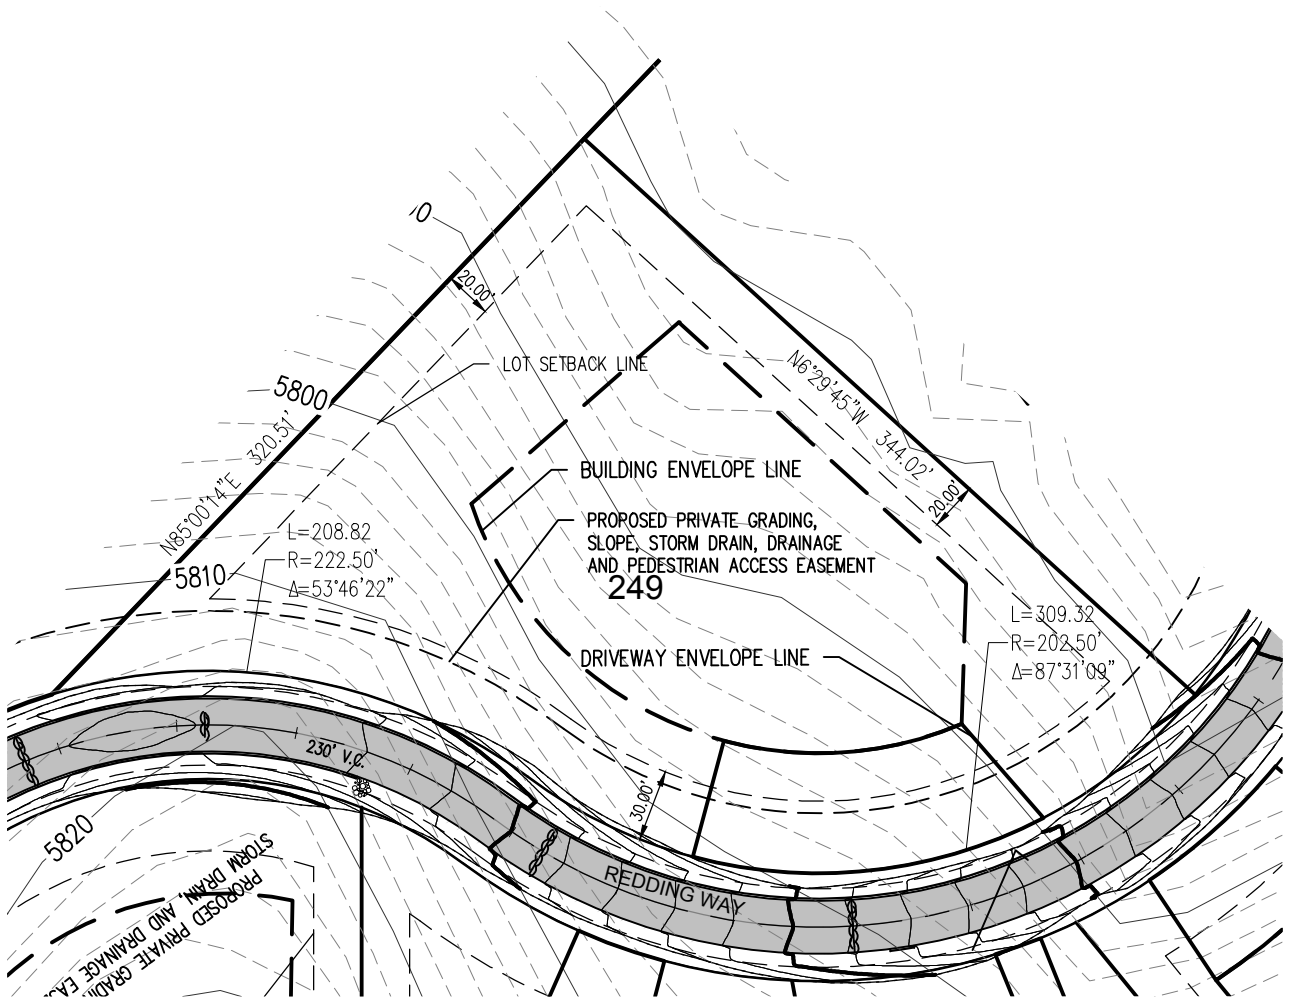 0
20.00'
LOT SETBACK LINE
N6°29'45"W 344.02'
5800
N85°00'14"E 320.51'
BUILDING ENVELOPE LINE
20.00'
PROPOSED PRIVATE GRADING,
SLOPE, STORM DRAIN, DRAINAGE
AND PEDESTRIAN ACCESS EASEMENT
249
L=208.82
R=222.50'
Δ=53°46'22"
5810
L=309.32
R=202.50'
Δ=87°31'09"
DRIVEWAY ENVELOPE LINE
230' V.C.
30.00'
5820
REDDING WAY
PROPOSED PRIVATE GRADI
STORM DRAIN, AND DRAINAGE EAS